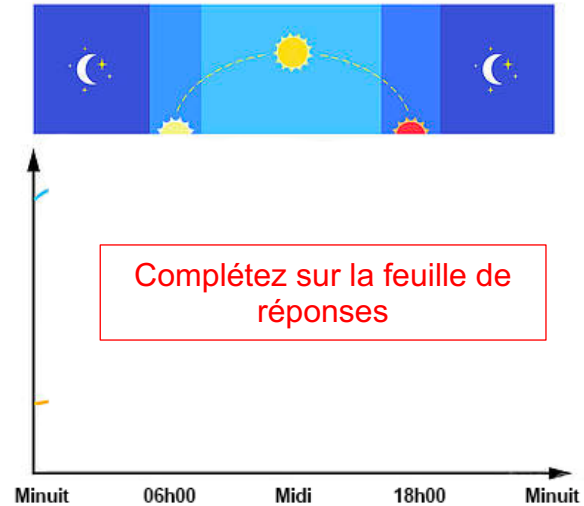 Complétez sur la feuille de
réponses
Minuit 06h00 Midi 18h00 Minuit